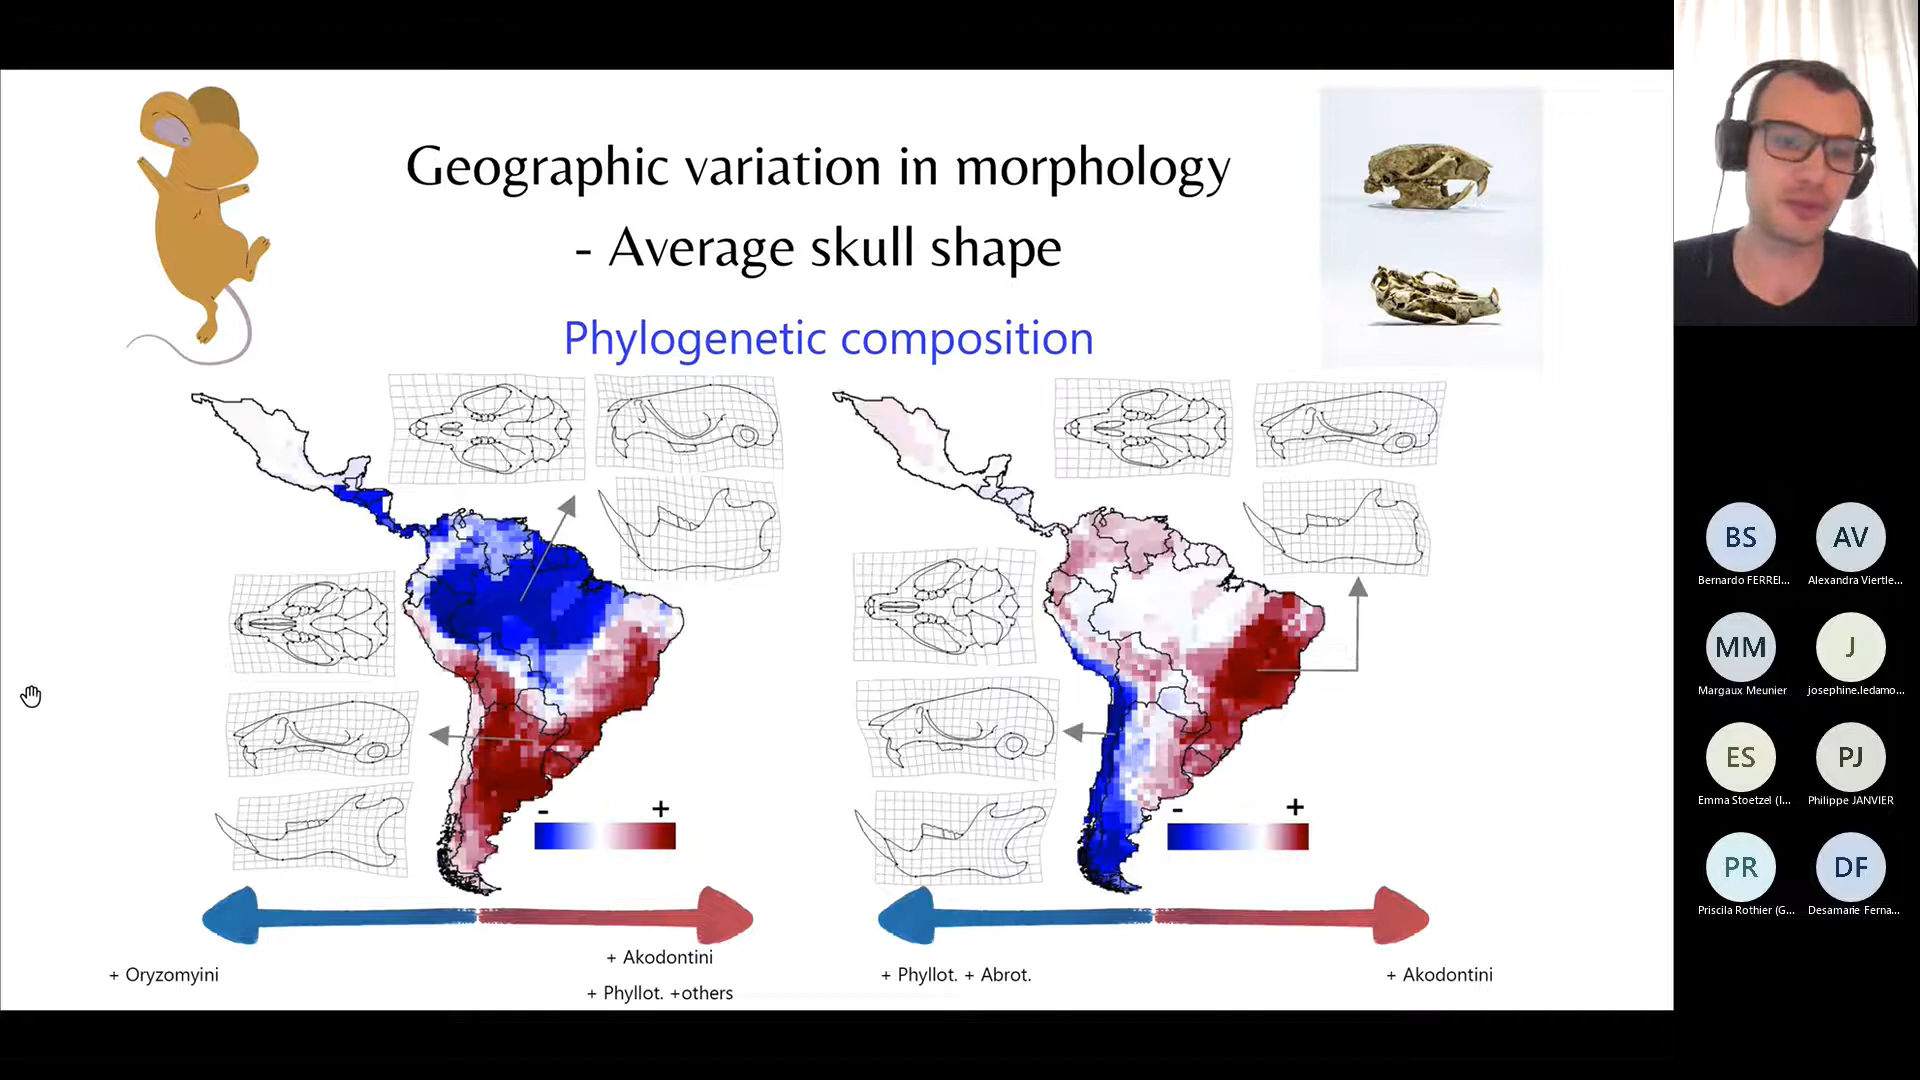 Geographic variation in morphology
- Average skull shape
Phylogenetic composition
- +
- +
+ Oryzomyini
+ Akodontini
+ Phyllot. +others
+ Phyllot. + Abrot.
+ Akodontini
BS
Bernardo FERREI...
AV
Alexandra Viertle...
MM
Margaux Meunier
J
josephine.ledamo...
ES
Emma Stoetzel (I...
PJ
Philippe JANVIER
PR
Priscila Rothier (G...
DF
Desamarie Ferna...